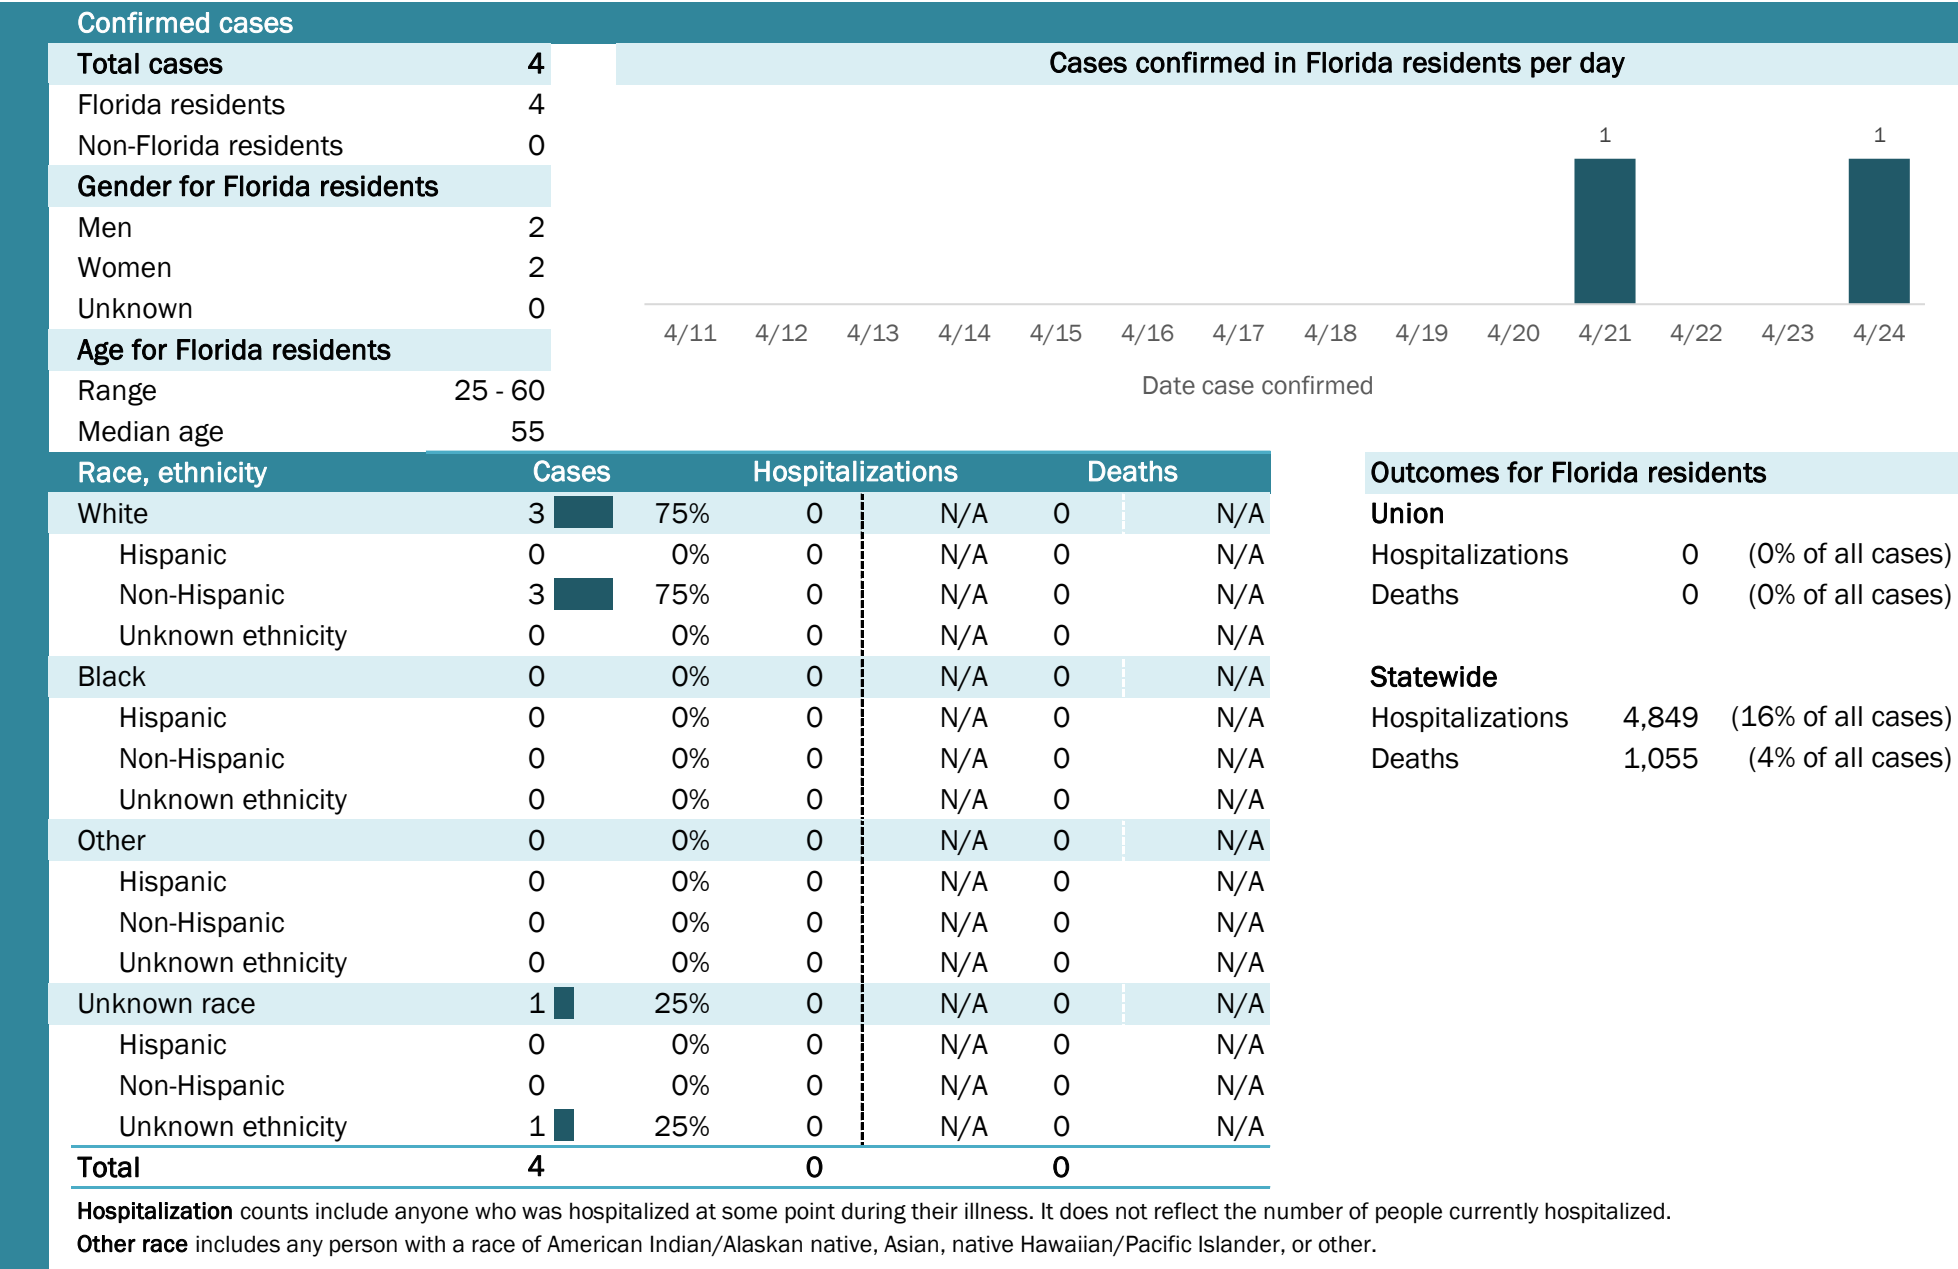 Confirmed cases
Total cases 4
Cases confirmed in Florida residents per day
Florida residents 4
Non-Florida residents 0
Gender for Florida residents
Men 2
Women 2
Unknown 0
Age for Florida residents
Range 25 - 60
Median age 55
1 1
4/11 4/12 4/13 4/14 4/15 4/16 4/17 4/18 4/19 4/20 4/21 4/22 4/23 4/24
Date case confirmed
Race, ethnicity Cases Hospitalizations Deaths
White 3 75% 0 N/A 0 N/A
Hispanic 0 0% 0 N/A 0 N/A
Non-Hispanic 3 75% 0 N/A 0 N/A
Unknown ethnicity 0 0% 0 N/A 0 N/A
Black 0 0% 0 N/A 0 N/A
Hispanic 0 0% 0 N/A 0 N/A
Non-Hispanic 0 0% 0 N/A 0 N/A
Unknown ethnicity 0 0% 0 N/A 0 N/A
Other 0 0% 0 N/A 0 N/A
Hispanic 0 0% 0 N/A 0 N/A
Non-Hispanic 0 0% 0 N/A 0 N/A
Unknown ethnicity 0 0% 0 N/A 0 N/A
Unknown race 1 25% 0 N/A 0 N/A
Hispanic 0 0% 0 N/A 0 N/A
Non-Hispanic 0 0% 0 N/A 0 N/A
Unknown ethnicity 1 25% 0 N/A 0 N/A
Total 4 0 0
Outcomes for Florida residents
Union
Hospitalizations 0 (0% of all cases)
Deaths 0 (0% of all cases)
Statewide
Hospitalizations 4,849 (16% of all cases)
Deaths 1,055 (4% of all cases)
Hospitalization counts include anyone who was hospitalized at some point during their illness. It does not reflect the number of people currently hospitalized.
Other race includes any person with a race of American Indian/Alaskan native, Asian, native Hawaiian/Pacific Islander, or other.